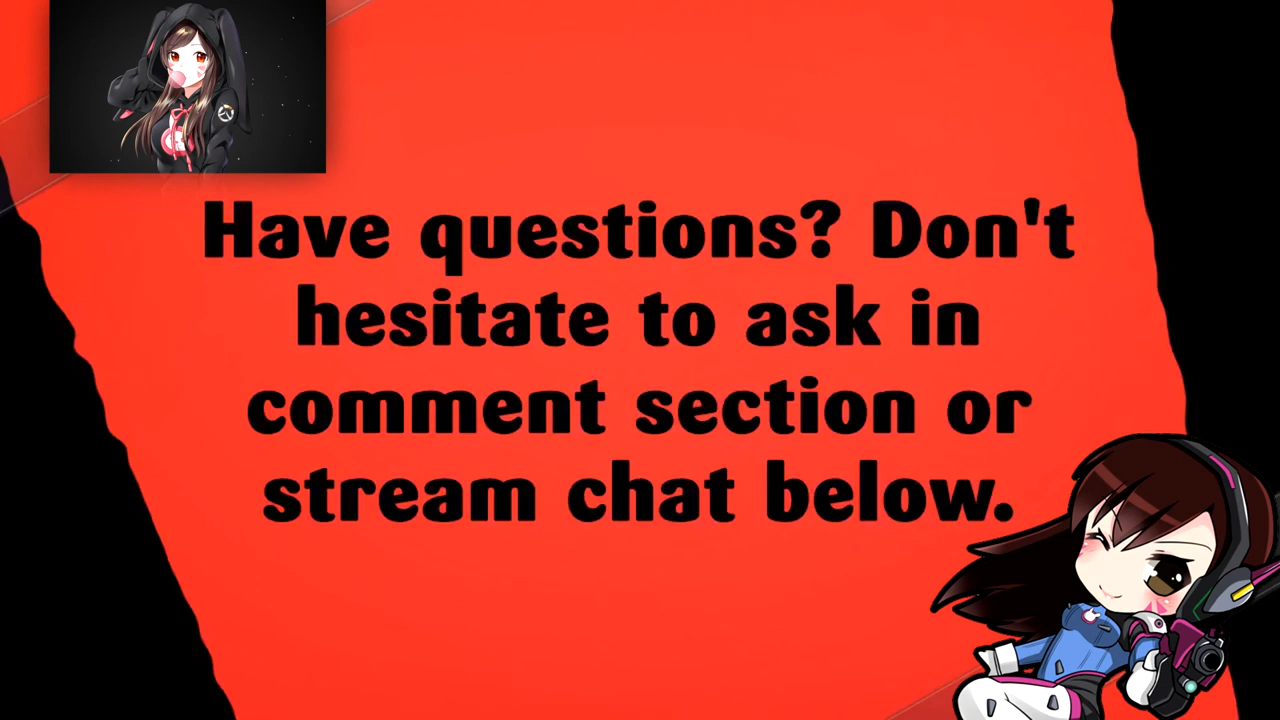 Have questions? Don't
hesitate to ask in
comment section or
stream chat below.